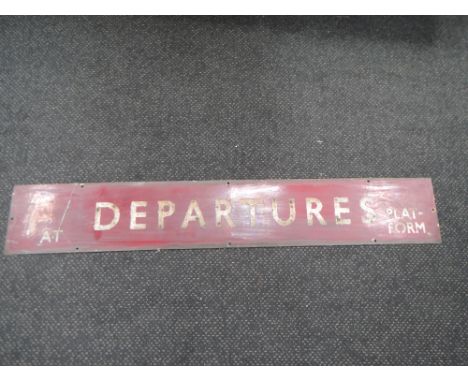 AT
DEPARTURES
PLAT-
FORM